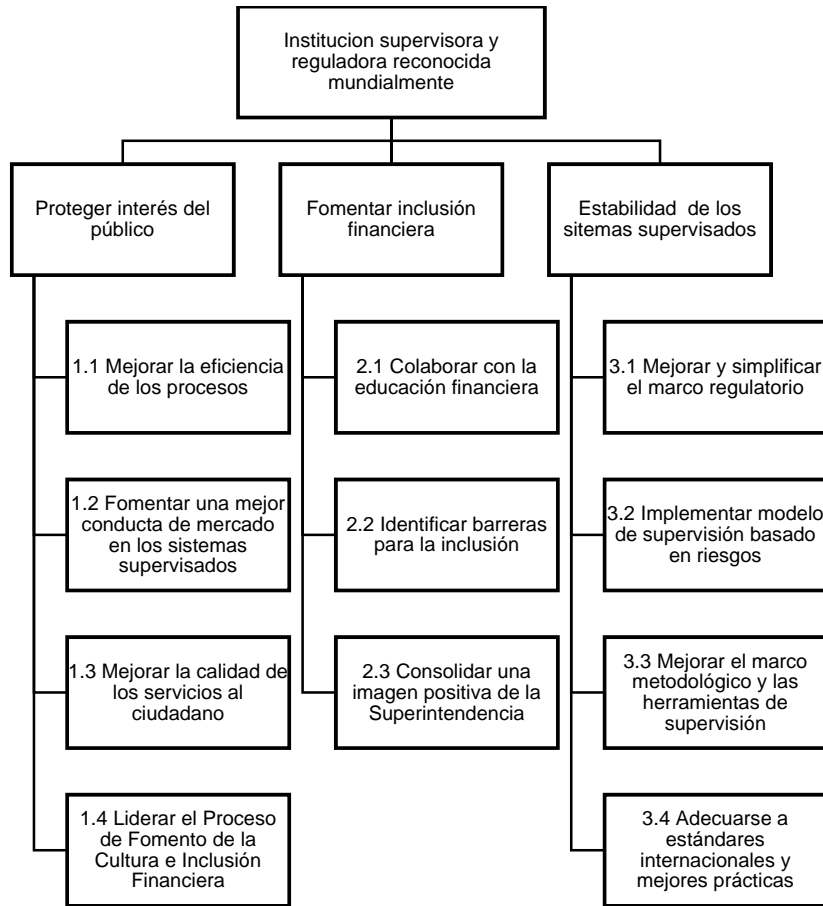 Institucion supervisora y
reguladora reconocida
mundialmente
Proteger interés del
público
Fomentar inclusión
financiera
Estabilidad de los
sitemas supervisados
1.1 Mejorar la eficiencia
de los procesos
2.1 Colaborar con la
educación financiera
3.1 Mejorar y simplificar
el marco regulatorio
1.2 Fomentar una mejor
conducta de mercado
en los sistemas
supervisados
2.2 Identificar barreras
para la inclusión
3.2 Implementar modelo
de supervisión basado
en riesgos
1.3 Mejorar la calidad de
los servicios al
ciudadano
2.3 Consolidar una
imagen positiva de la
Superintendencia
3.3 Mejorar el marco
metodológico y las
herramientas de
supervisión
1.4 Liderar el Proceso
de Fomento de la
Cultura e Inclusión
Financiera
3.4 Adecuarse a
estándares
internacionales y
mejores prácticas